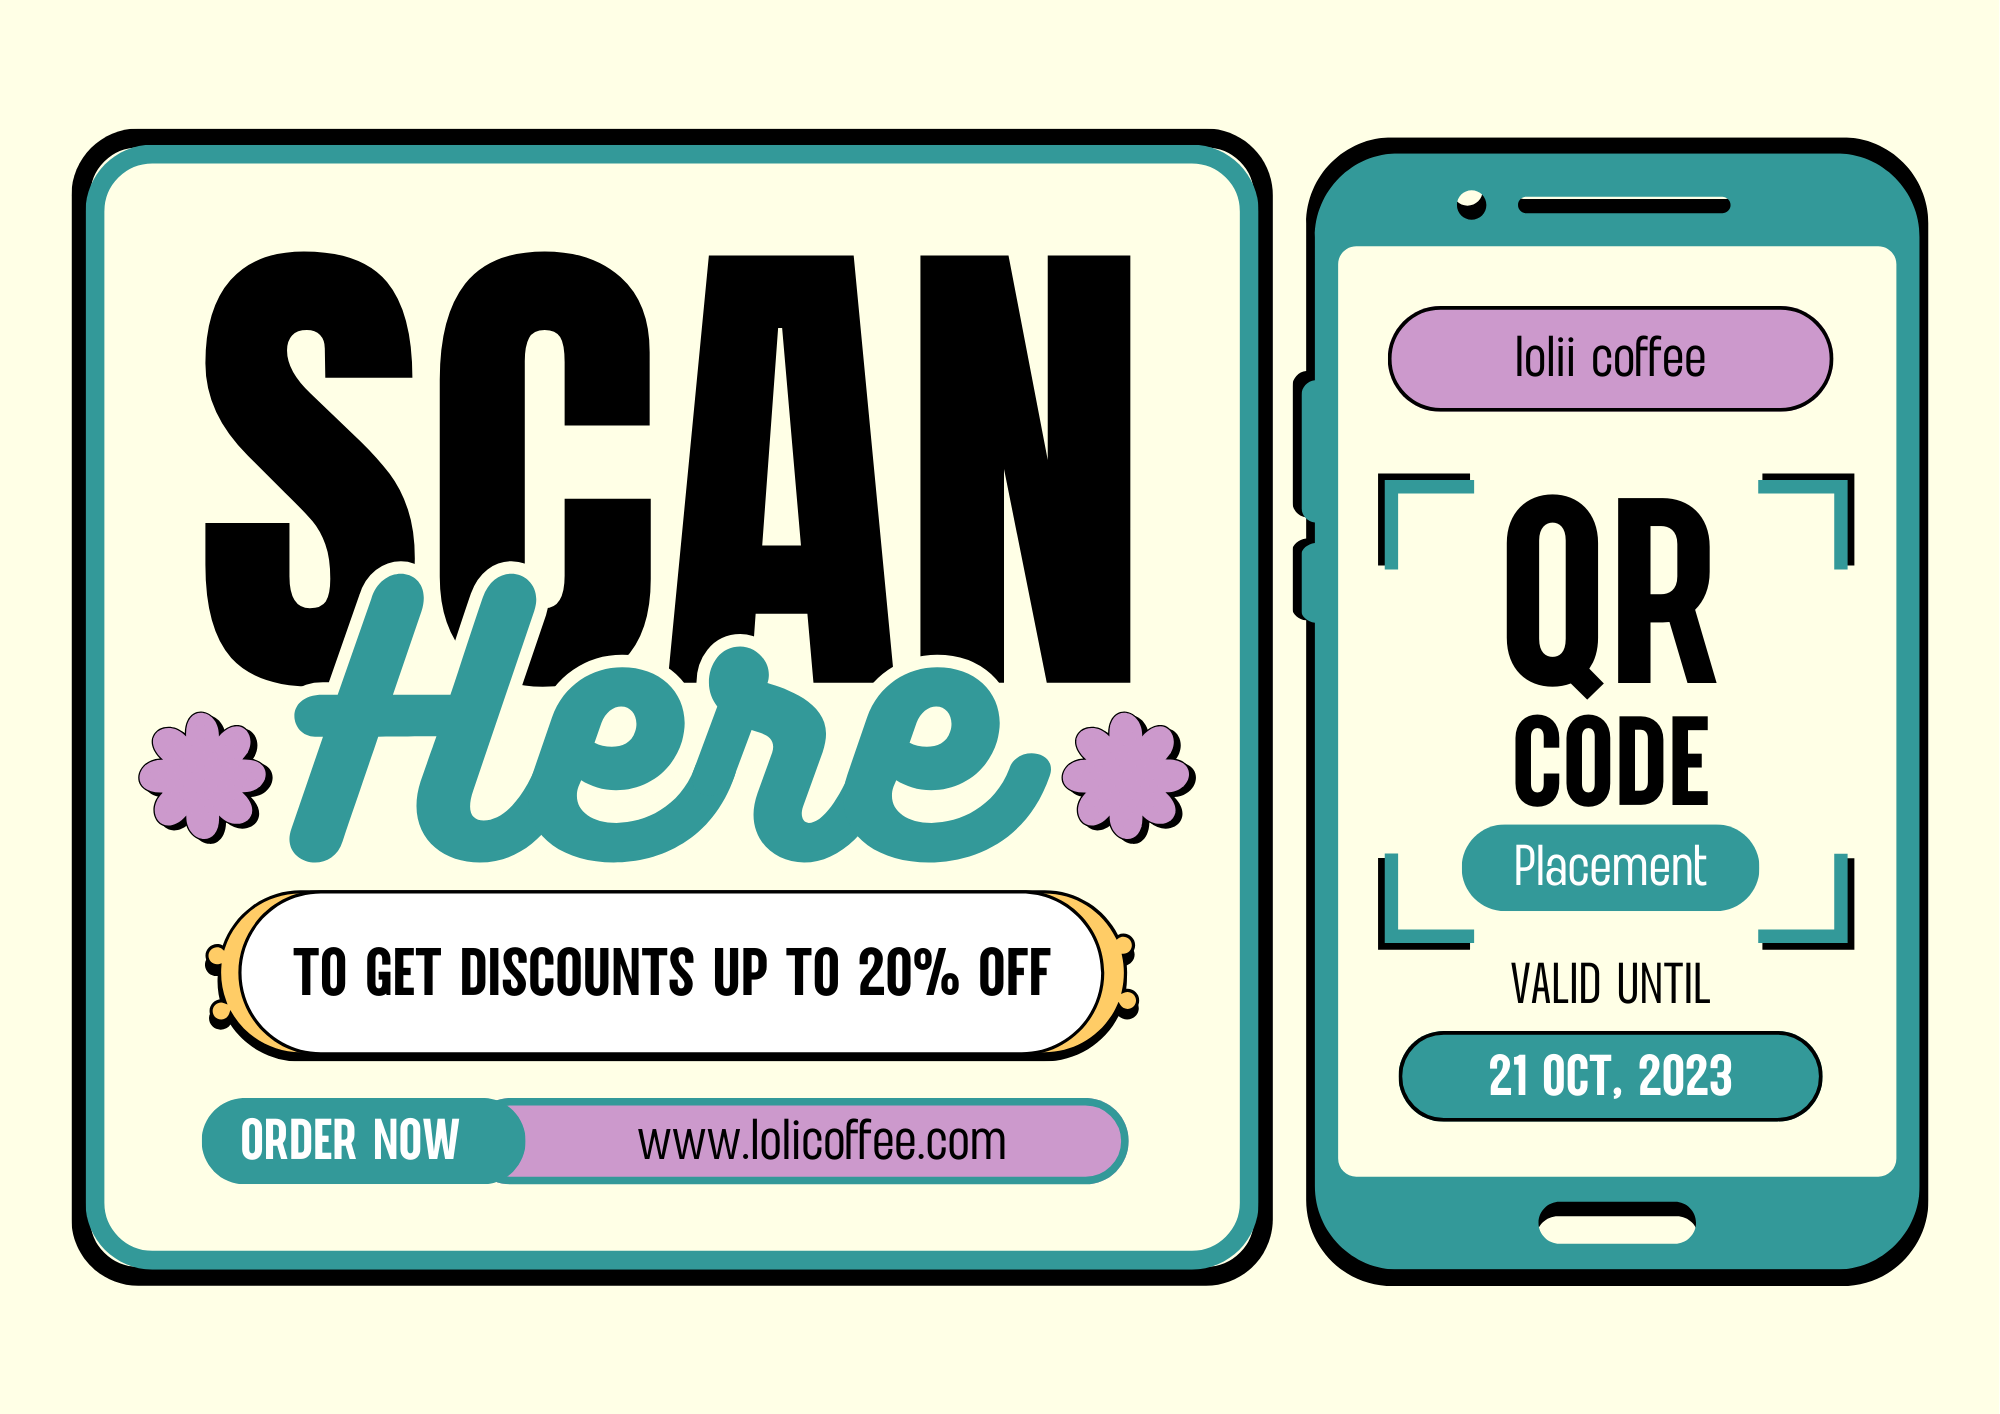 SCAN
Here
TO GET DISCOUNTS UP TO 20% OFF
ORDER NOW
www.lolicoffee.com
lolii coffee
QR
CODE
Placement
VALID UNTIL
21 OCT, 2023